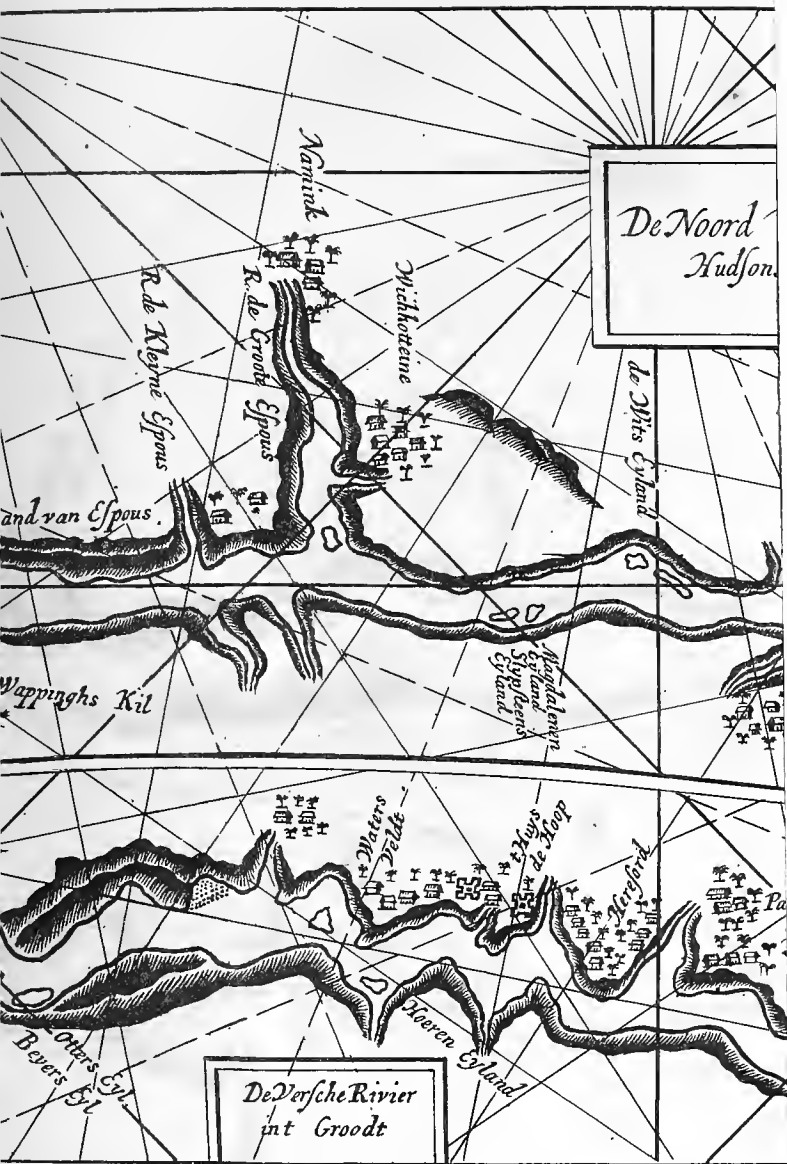 Namink
De Noord
Hudſon.
R. de Kleyne Eſpous
R. de Groote Eſpous
Wichkotteine
de Wits Eyland
and van Eſpous.
Magdalenen
Eyland
Slypſteens
Eyland
Wappinghs Kil
Waters
Veldt
t Huys
de Hoop
Hereford
Pa
Otters Eyl.
Bevers Eyl
Hoeren Eyland
De Verſche Rivier
int Groodt